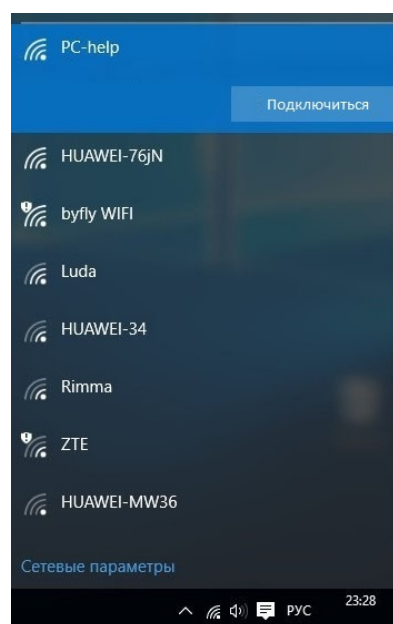 PC-help
Подключиться
HUAWEI-76jN
byfly WIFI
Luda
HUAWEI-34
Rimma
ZTE
HUAWEI-MW36
Сетевые параметры
РУС 23:28